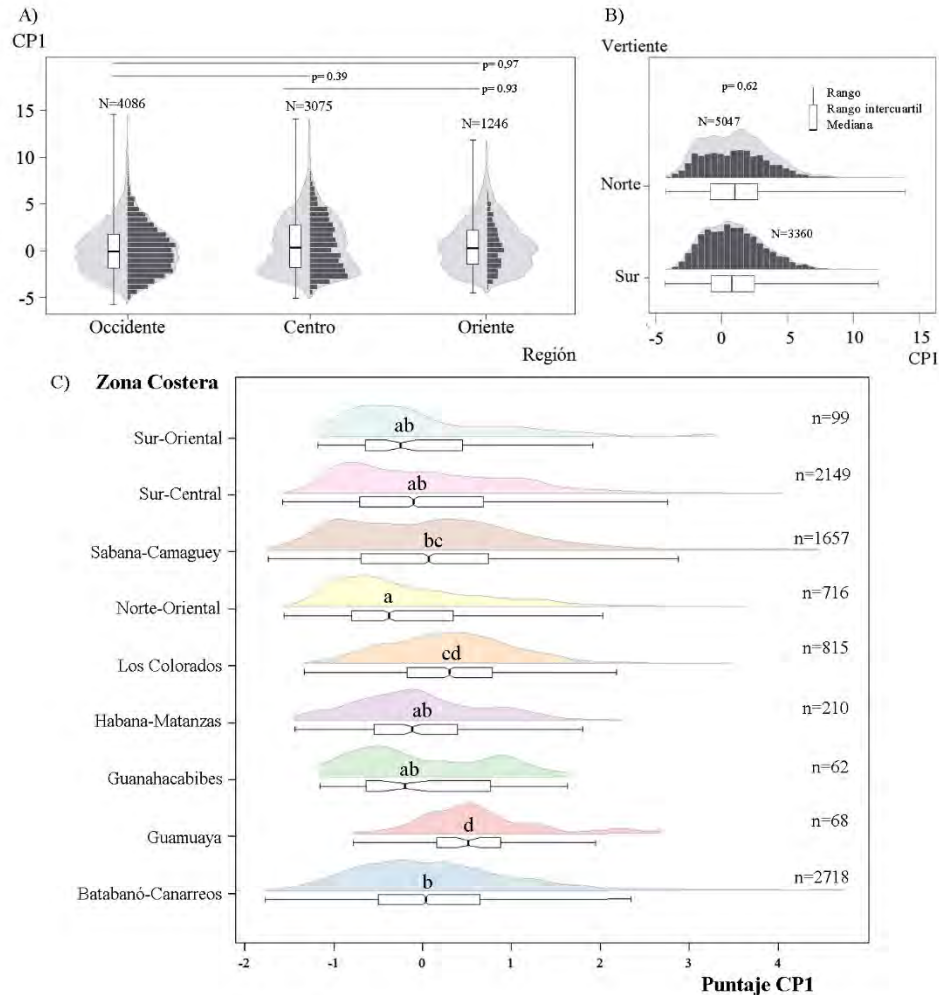 A)
CP1
p= 0,97
p= 0.39
p= 0.93
N=4086
N=3075
N=1246
15
10
5
0
-5
Occidente
Centro
Oriente
Región
B)
Vertiente
p= 0,62
Rango
Rango intercuartil
Mediana
N=5047
Norte
N=3360
Sur
-5
0
5
10
15
CP1
C)
Zona Costera
Sur-Oriental
ab
n=99
Sur-Central
ab
n=2149
Sabana-Camaguey
bc
n=1657
Norte-Oriental
a
n=716
Los Colorados
cd
n=815
Habana-Matanzas
ab
n=210
Guanahacabibes
ab
n=62
Guamuaya
d
n=68
Batabanó-Canarreos
b
n=2718
-2
-1
0
1
2
3
4
Puntaje CP1